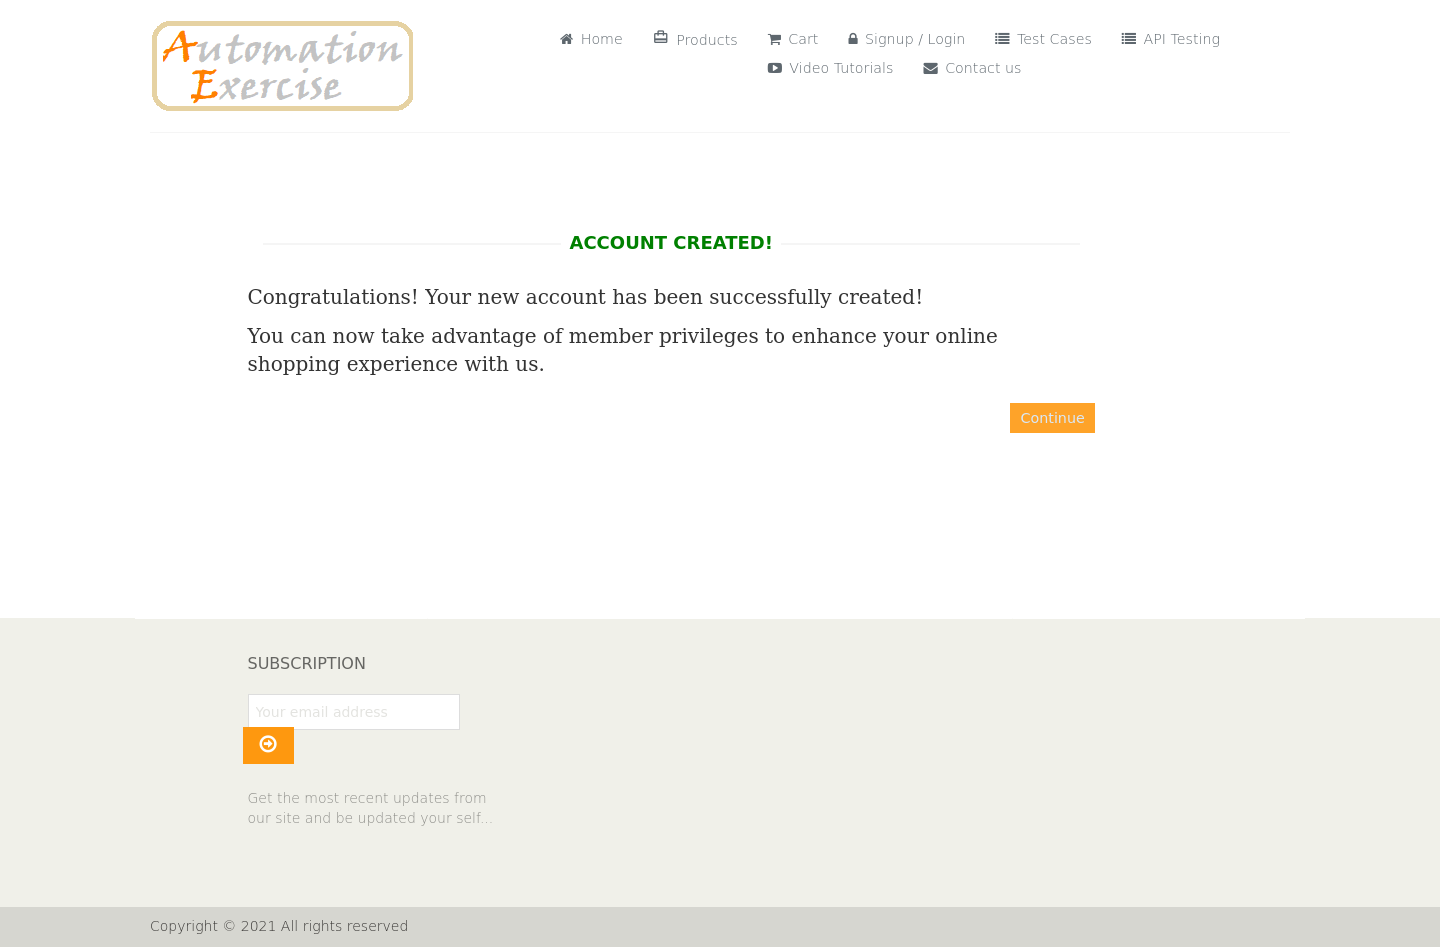 Automation
Exercise
Home
Products
Cart
Signup / Login
Test Cases
API Testing
Video Tutorials
Contact us
ACCOUNT CREATED!
Congratulations! Your new account has been successfully created!
You can now take advantage of member privileges to enhance your online
shopping experience with us.
Continue
SUBSCRIPTION
Your email address
Get the most recent updates from
our site and be updated your self...
Copyright © 2021 All rights reserved